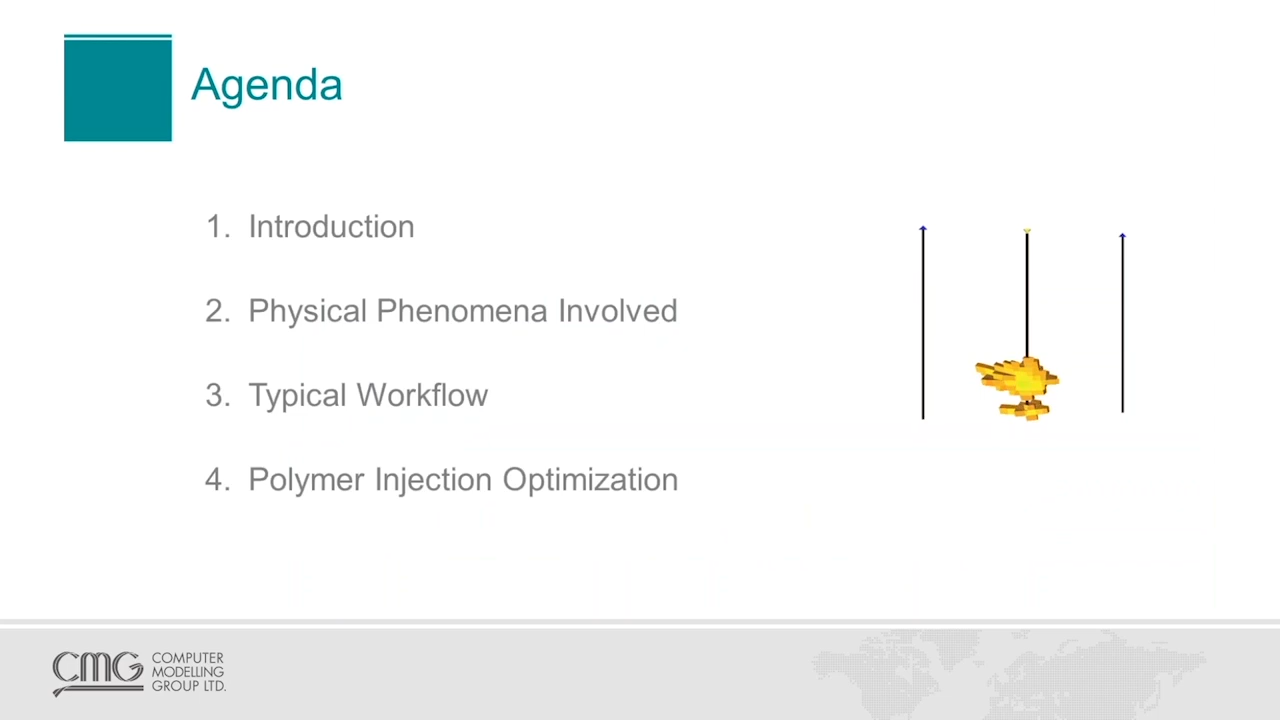 Agenda
1. Introduction
2. Physical Phenomena Involved
3. Typical Workflow
4. Polymer Injection Optimization
CMG
COMPUTER
MODELLING
GROUP LTD.